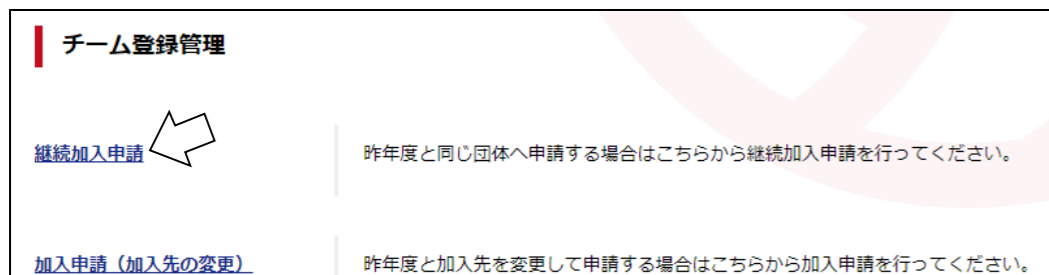 チーム登録管理
継続加入申請
昨年度と同じ団体へ申請する場合はこちらから継続加入申請を行ってください。
加入申請（加入先の変更）
昨年度と加入先を変更して申請する場合はこちらから加入申請を行ってください。